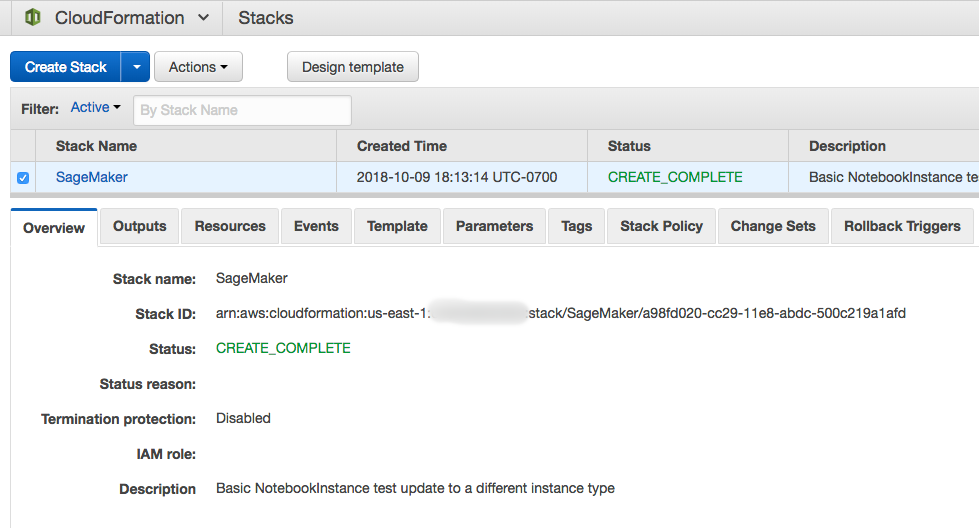 CloudFormation Stacks
Create Stack Actions Design template
Filter: Active By Stack Name
Stack Name Created Time Status Description
SageMaker 2018-10-09 18:13:14 UTC-0700 CREATE_COMPLETE Basic NotebookInstance te
Overview Outputs Resources Events Template Parameters Tags Stack Policy Change Sets Rollback Triggers
Stack name: SageMaker
Stack ID: arn:aws:cloudformation:us-east-1: stack/SageMaker/a98fd020-cc29-11e8-abdc-500c219a1afd
Status: CREATE_COMPLETE
Status reason:
Termination protection: Disabled
IAM role:
Description Basic NotebookInstance test update to a different instance type